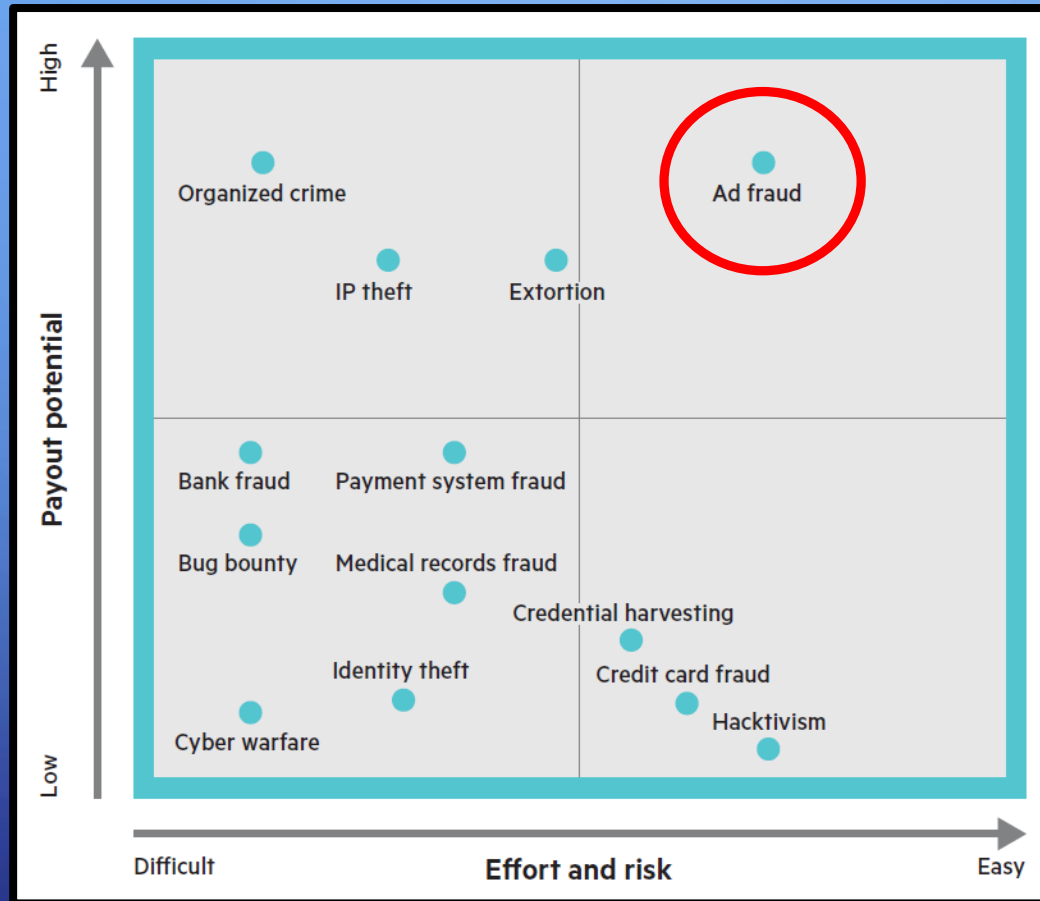 High
Organized crime
Ad fraud
IP theft
Extortion
Payout potential
Bank fraud
Payment system fraud
Bug bounty
Medical records fraud
Credential harvesting
Identity theft
Credit card fraud
Hacktivism
Cyber warfare
Low
Difficult
Effort and risk
Easy